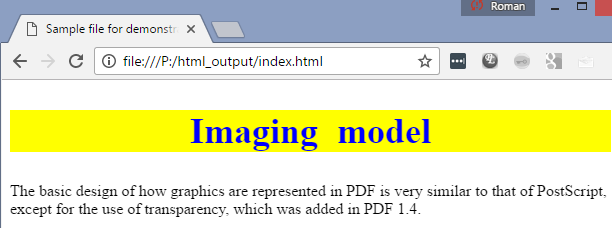 Roman
Sample file for demonstr
file:///P:/html_output/index.html
Imaging model
The basic design of how graphics are represented in PDF is very similar to that of PostScript,
except for the use of transparency, which was added in PDF 1.4.